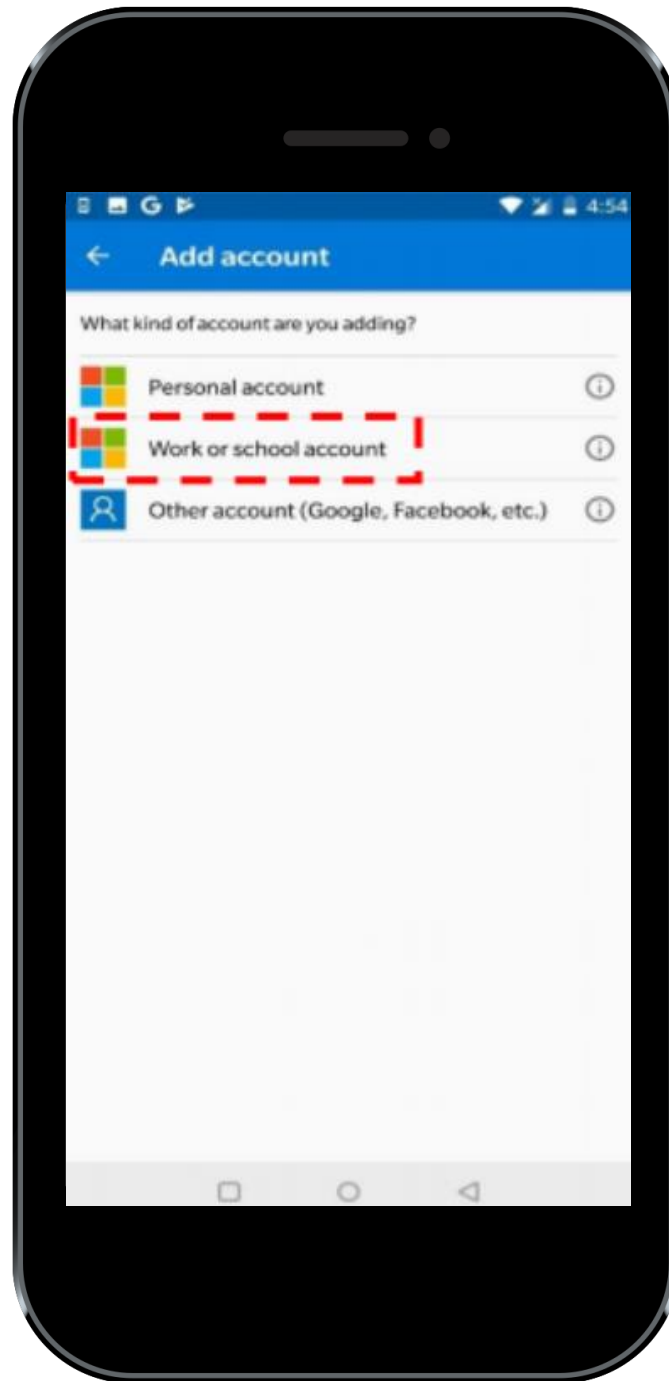 G 4:54
Add account
What kind of account are you adding?
Personal account
Work or school account
Other account (Google, Facebook, etc.)